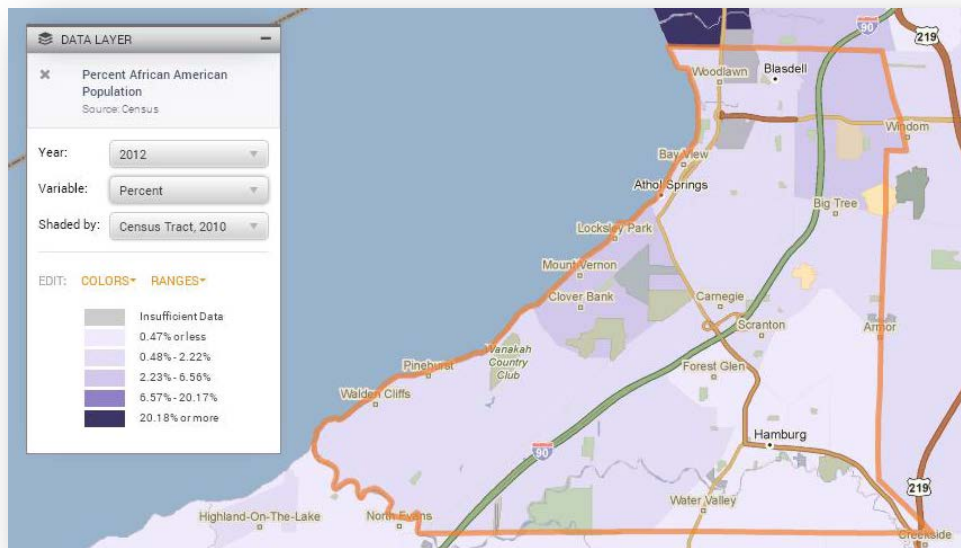 DATA LAYER
Percent African American
Population
Source: Census
Year: 2012
Variable: Percent
Shaded by: Census Tract, 2010
EDIT: COLORS RANGES
Insufficient Data
0.47% or less
0.48% - 2.22%
2.23% - 6.56%
6.57% - 20.17%
20.18% or more
90
219
Woodlawn
Blasdell
Windom
Bay View
Athol Springs
Big Tree
Locksley Park
Mount Vernon
Clover Bank
Carnegie
Scranton
Armor
Wanakah
Country
Club
Pinehurst
Forest Glen
Walden Cliffs
Hamburg
90
219
Water Valley
Highland-On-The-Lake
North Evans
Creekside